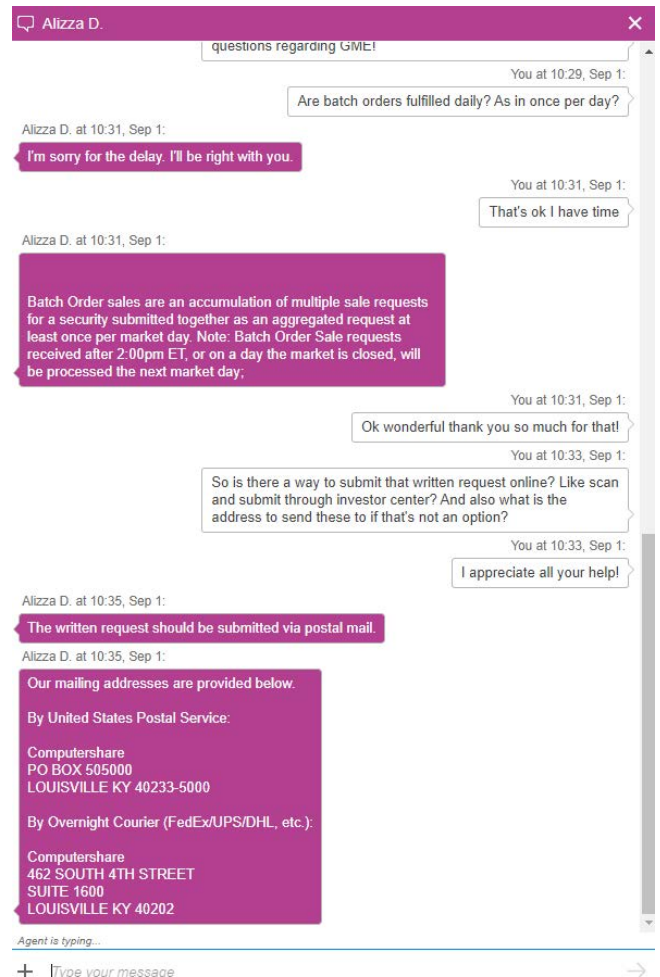 Alizza D.
questions regarding GME!
You at 10:29, Sep 1:
Are batch orders fulfilled daily? As in once per day?
Alizza D. at 10:31, Sep 1:
I'm sorry for the delay. I'll be right with you.
You at 10:31, Sep 1:
That's ok I have time
Alizza D. at 10:31, Sep 1:
Batch Order sales are an accumulation of multiple sale requests
for a security submitted together as an aggregated request at
least once per market day. Note: Batch Order Sale requests
received after 2:00pm ET, or on a day the market is closed, will
be processed the next market day;
You at 10:31, Sep 1:
Ok wonderful thank you so much for that!
You at 10:33, Sep 1:
So is there a way to submit that written request online? Like scan
and submit through investor center? And also what is the
address to send these to if that's not an option?
You at 10:33, Sep 1:
I appreciate all your help!
Alizza D. at 10:35, Sep 1:
The written request should be submitted via postal mail.
Alizza D. at 10:35, Sep 1:
Our mailing addresses are provided below.
By United States Postal Service:
Computershare
PO BOX 505000
LOUISVILLE KY 40233-5000
By Overnight Courier (FedEx/UPS/DHL, etc.):
Computershare
462 SOUTH 4TH STREET
SUITE 1600
LOUISVILLE KY 40202
Agent is typing...
Type your message